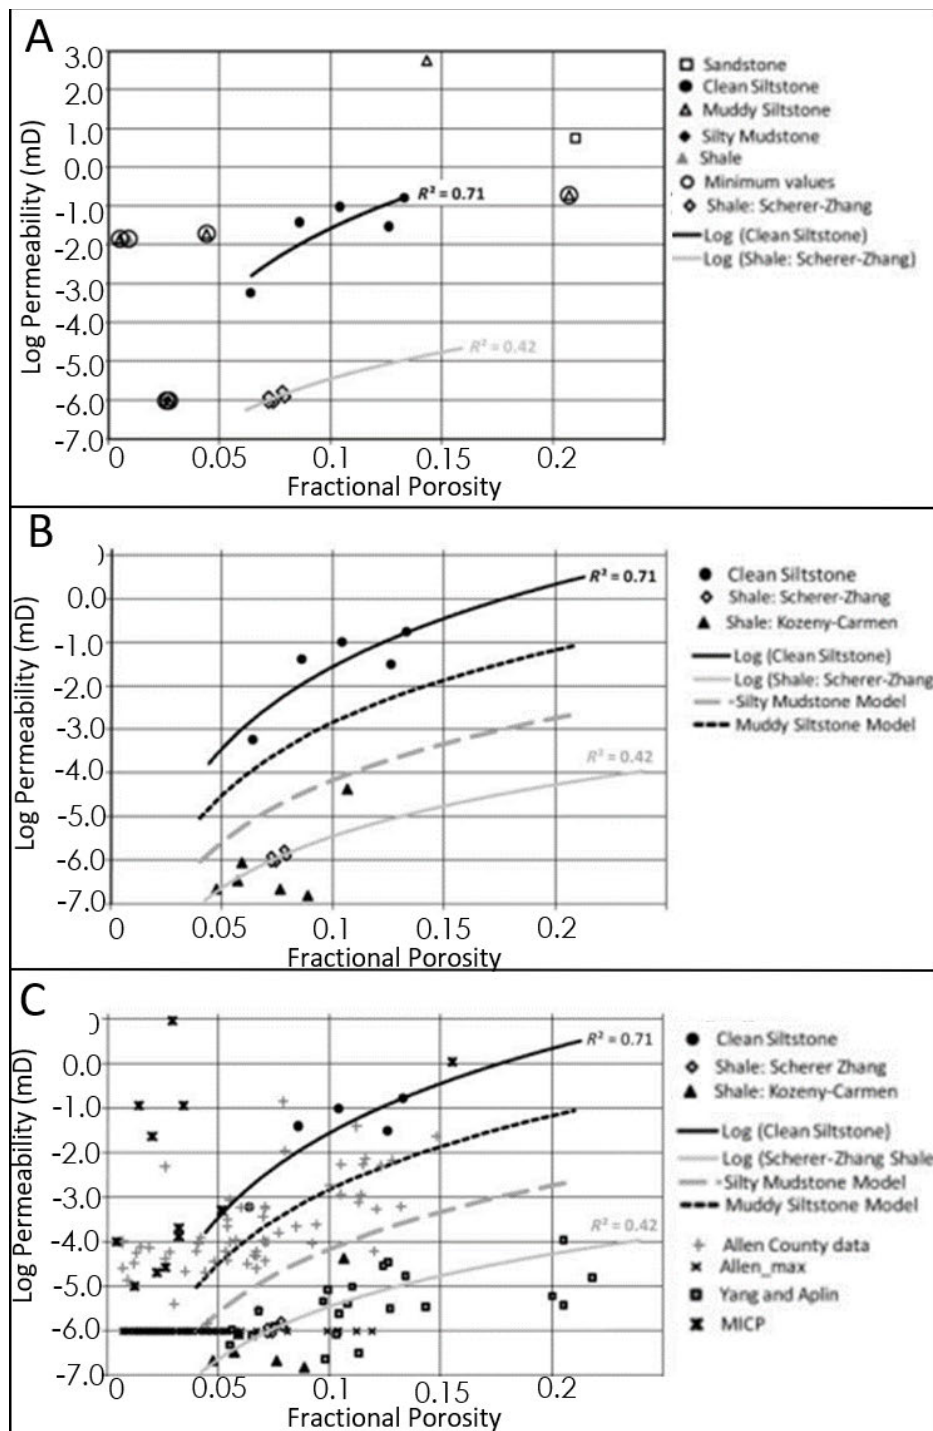 A
3.0
2.0
1.0
0.0
-1.0
-2.0
-3.0
-4.0
-5.0
-6.0
-7.0
Log Permeability (mD)
R² = 0.71
R² = 0.42
0 0.05 0.1 0.15 0.2
Fractional Porosity
Sandstone
Clean Siltstone
Muddy Siltstone
Silty Mudstone
Shale
Minimum values
Shale: Scherer-Zhang
Log (Clean Siltstone)
Log (Shale: Scherer-Zhang)
B
)
0.0
-1.0
-2.0
-3.0
-4.0
-5.0
-6.0
-7.0
Log Permeability (mD)
R² = 0.71
R² = 0.42
0 0.05 0.1 0.15 0.2
Fractional Porosity
Clean Siltstone
Shale: Scherer-Zhang
Shale: Kozeny-Carmen
Log (Clean Siltstone)
Log (Shale: Scherer-Zhang
Silty Mudstone Model
Muddy Siltstone Model
C
)
0.0
-1.0
-2.0
-3.0
-4.0
-5.0
-6.0
-7.0
Log Permeability (mD)
R² = 0.71
R² = 0.42
0 0.05 0.1 0.15 0.2
Fractional Porosity
Clean Siltstone
Shale: Scherer Zhang
Shale: Kozeny-Carmen
Log (Clean Siltstone)
Log (Scherer-Zhang Shale
Silty Mudstone Model
Muddy Siltstone Model
Allen County data
Allen_max
Yang and Aplin
MICP